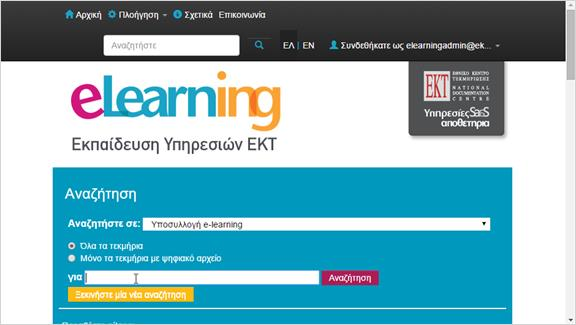 Αρχική Πλοήγηση Σχετικά Επικοινωνία
Αναζητήστε ΕΛ | EN Συνδεθήκατε ως elearningadmin@ek...
eLearning
Εκπαίδευση Υπηρεσιών ΕΚΤ
EKT
ΕΘΝΙΚΟ ΚΕΝΤΡΟ
ΤΕΚΜΗΡΙΩΣΗΣ
NATIONAL
DOCUMENTATION
CENTRE
Υπηρεσίες SaaS
αποθετηρια
Αναζήτηση
Αναζητήστε σε: Υποσυλλογή e-learning
Όλα τα τεκμήρια
Μόνο τα τεκμήρια με ψηφιακό αρχείο
για Αναζήτηση
Ξεκινήστε μία νέα αναζήτηση